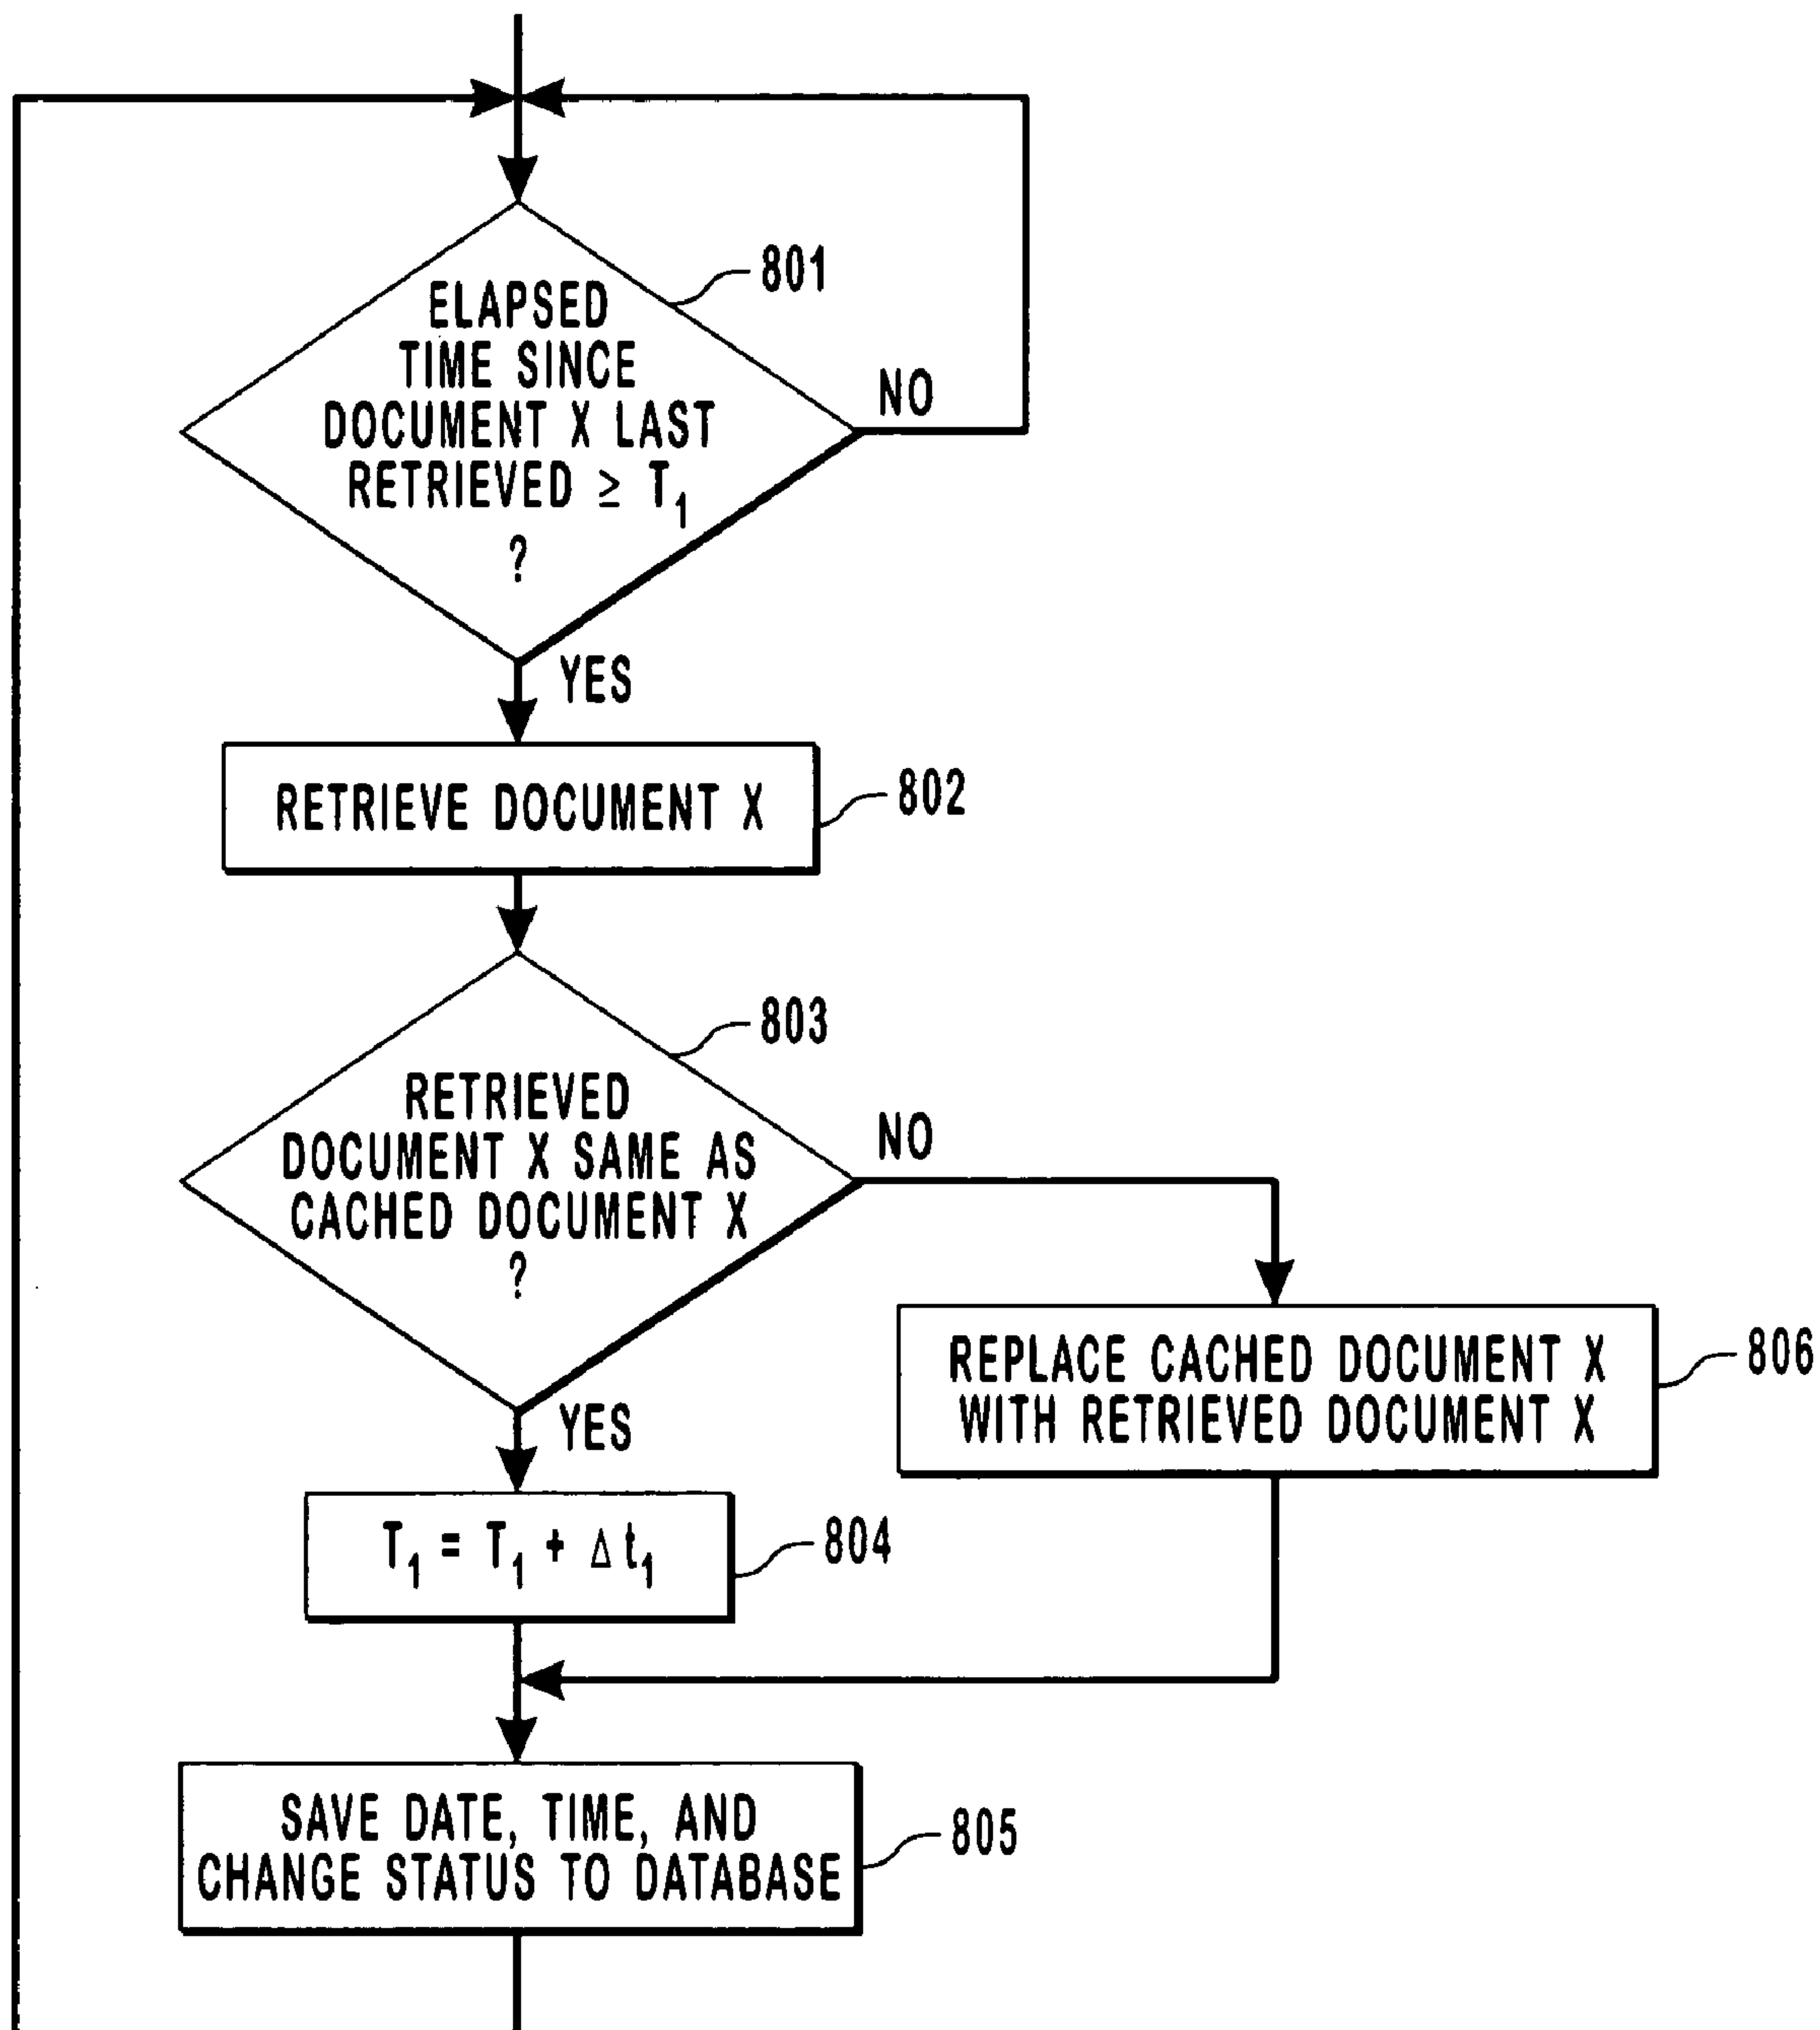 801
ELAPSED
TIME SINCE
DOCUMENT X LAST
RETRIEVED ≥ T₁
?
NO
YES
RETRIEVE DOCUMENT X
802
803
RETRIEVED
DOCUMENT X SAME AS
CACHED DOCUMENT X
?
NO
YES
REPLACE CACHED DOCUMENT X
WITH RETRIEVED DOCUMENT X
806
T₁ = T₁ + Δ t₁
804
SAVE DATE, TIME, AND
CHANGE STATUS TO DATABASE
805